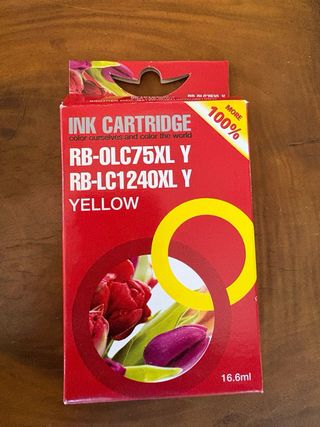 INK CARTRIDGE
color ourselves and color the world
MORE
100%
RB-OLC75XL Y
RB-LC1240XL Y
YELLOW
16.6ml